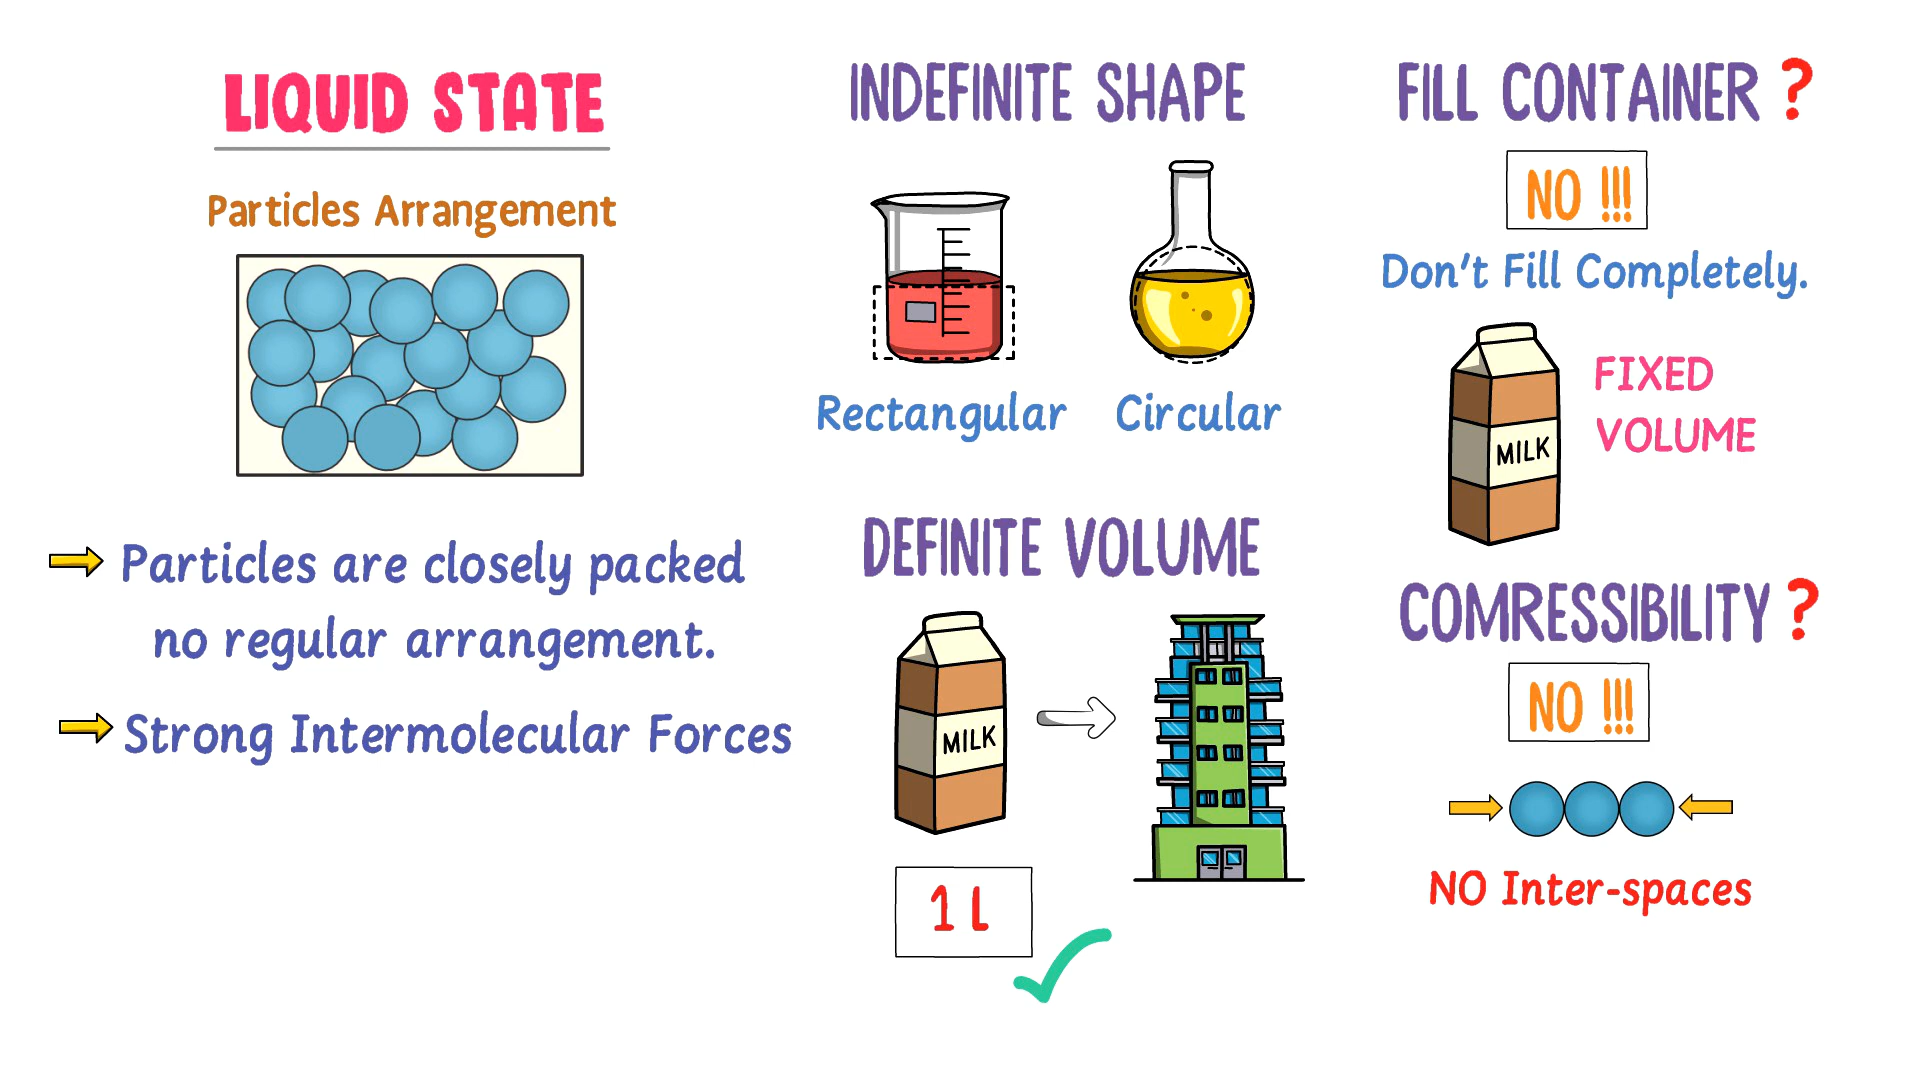 LIQUID STATE
Particles Arrangement
Particles are closely packed
no regular arrangement.
Strong Intermolecular Forces
INDEFINITE SHAPE
Rectangular
Circular
DEFINITE VOLUME
MILK
1 L
FILL CONTAINER ?
NO !!!
Don't Fill Completely.
FIXED
VOLUME
MILK
COMRESSIBILITY ?
NO !!!
NO Inter-spaces